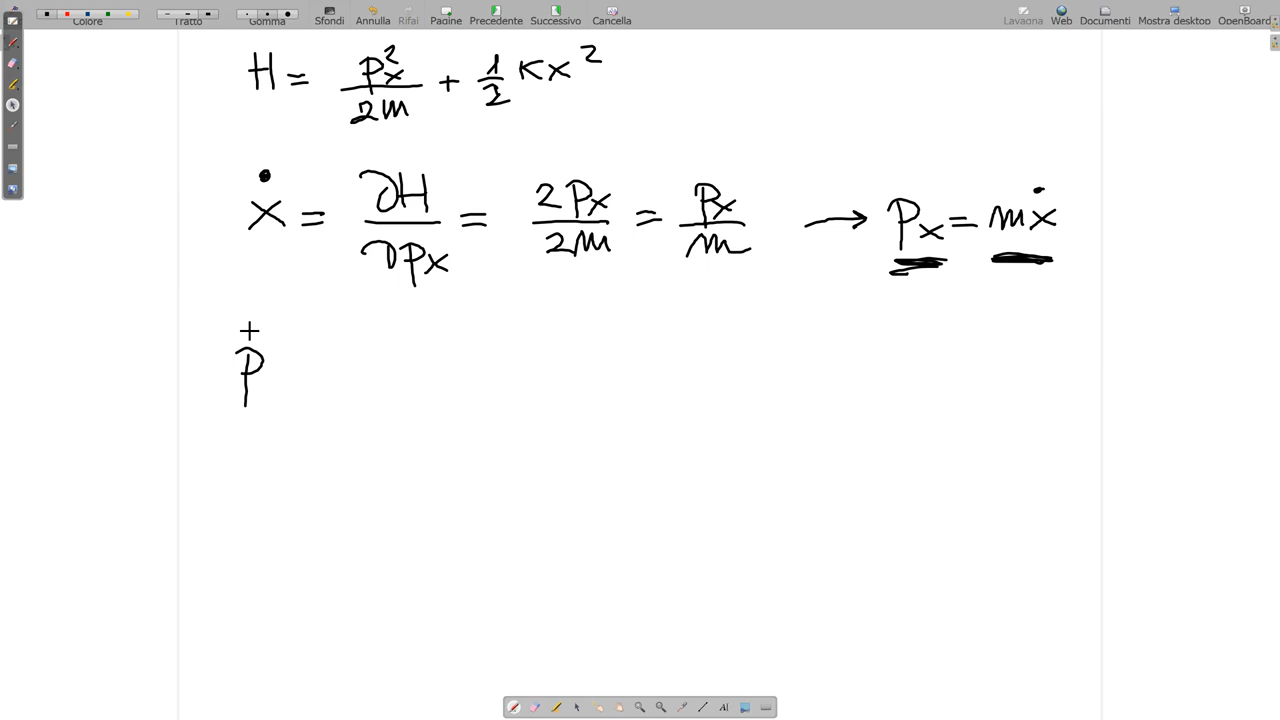 Colore Tratto Gomma Sfondi Annulla Rifai Pagine Precedente Successivo Cancella Lavagna Web Documenti Mostra desktop OpenBoard
H = Px²/2m + 1/2 Kx²
ẋ = ∂H/∂Px = 2Px/2m = Px/m → Px = mẋ
P